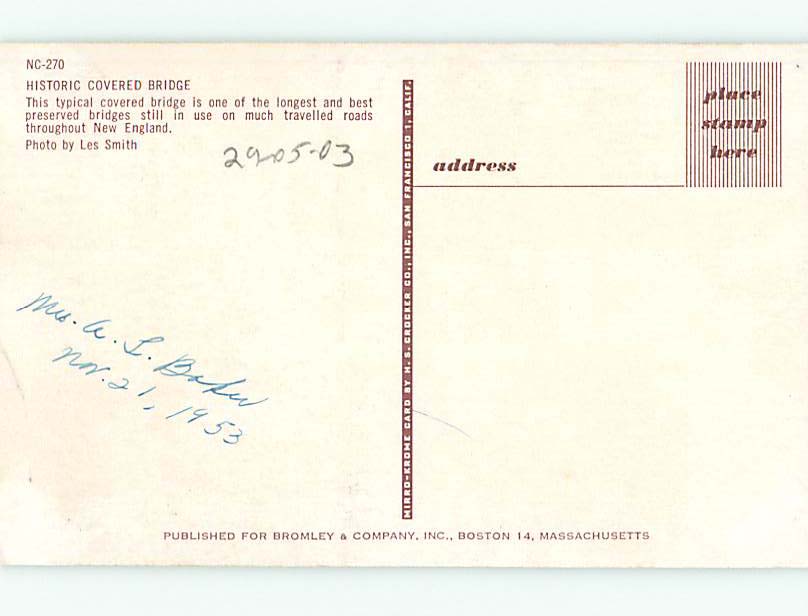 NC-270
HISTORIC COVERED BRIDGE
This typical covered bridge is one of the longest and best
preserved bridges still in use on much travelled roads
throughout New England.
Photo by Les Smith
2905-03
Mrs. A. L. Baker
Nov. 21, 1953
MIRRO-KROME CARD BY H. S. CROCKER CO., INC., SAN FRANCISCO 1, CALIF.
address
place
stamp
here
PUBLISHED FOR BROMLEY & COMPANY, INC., BOSTON 14, MASSACHUSETTS